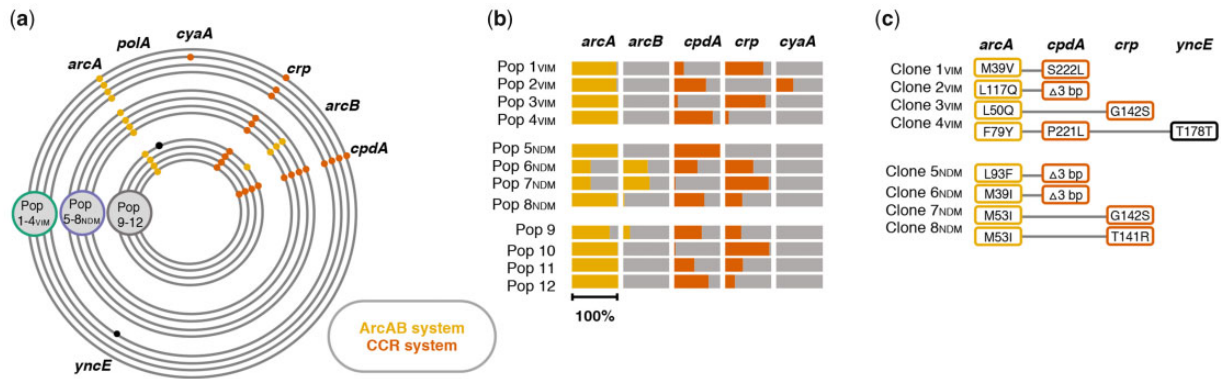 (a)
cyaA
polA
arcA
crp
arcB
cpdA
Pop
1-4VIM
Pop
5-8NDM
Pop
9-12
yncE
ArcAB system
CCR system
(b)
arcA arcB cpdA crp cyaA
Pop 1VIM
Pop 2VIM
Pop 3VIM
Pop 4VIM
Pop 5NDM
Pop 6NDM
Pop 7NDM
Pop 8NDM
Pop 9
Pop 10
Pop 11
Pop 12
100%
(c)
arcA cpdA crp yncE
Clone 1VIM M39V S222L
Clone 2VIM L117Q Δ3 bp
Clone 3VIM L50Q G142S
Clone 4VIM F79Y P221L T178T
Clone 5NDM L93F Δ3 bp
Clone 6NDM M39I Δ3 bp
Clone 7NDM M53I G142S
Clone 8NDM M53I T141R